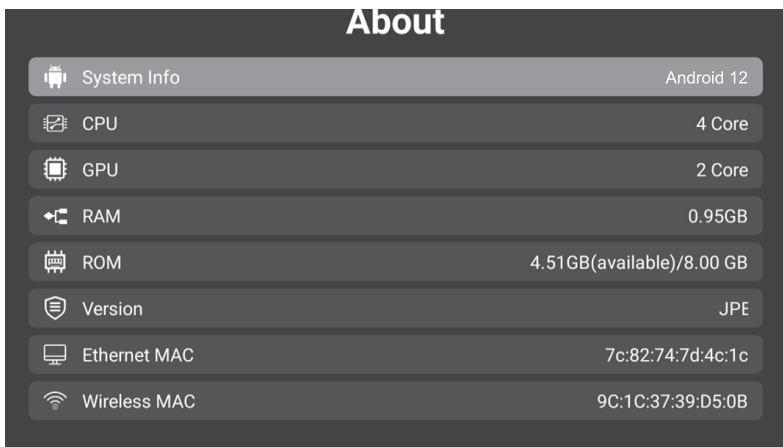 About
System Info Android 12
CPU 4 Core
GPU 2 Core
RAM 0.95GB
ROM 4.51GB(available)/8.00 GB
Version JPE
Ethernet MAC 7c:82:74:7d:4c:1c
Wireless MAC 9C:1C:37:39:D5:0B